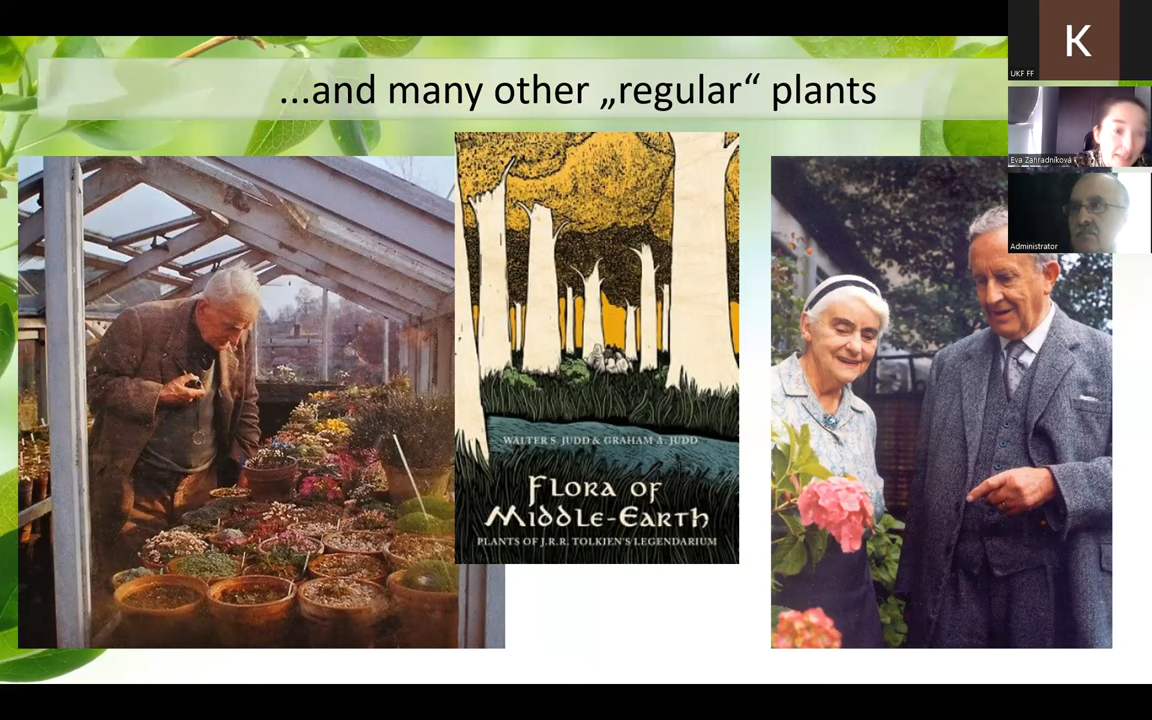 ...and many other „regular“ plants
WALTER S. JUDD & GRAHAM A. JUDD
FLORA OF
MIDDLE-EARTH
PLANTS OF J.R.R. TOLKIEN'S LEGENDARIUM
K
UKF FF
Eva Zahradníková
Administrator